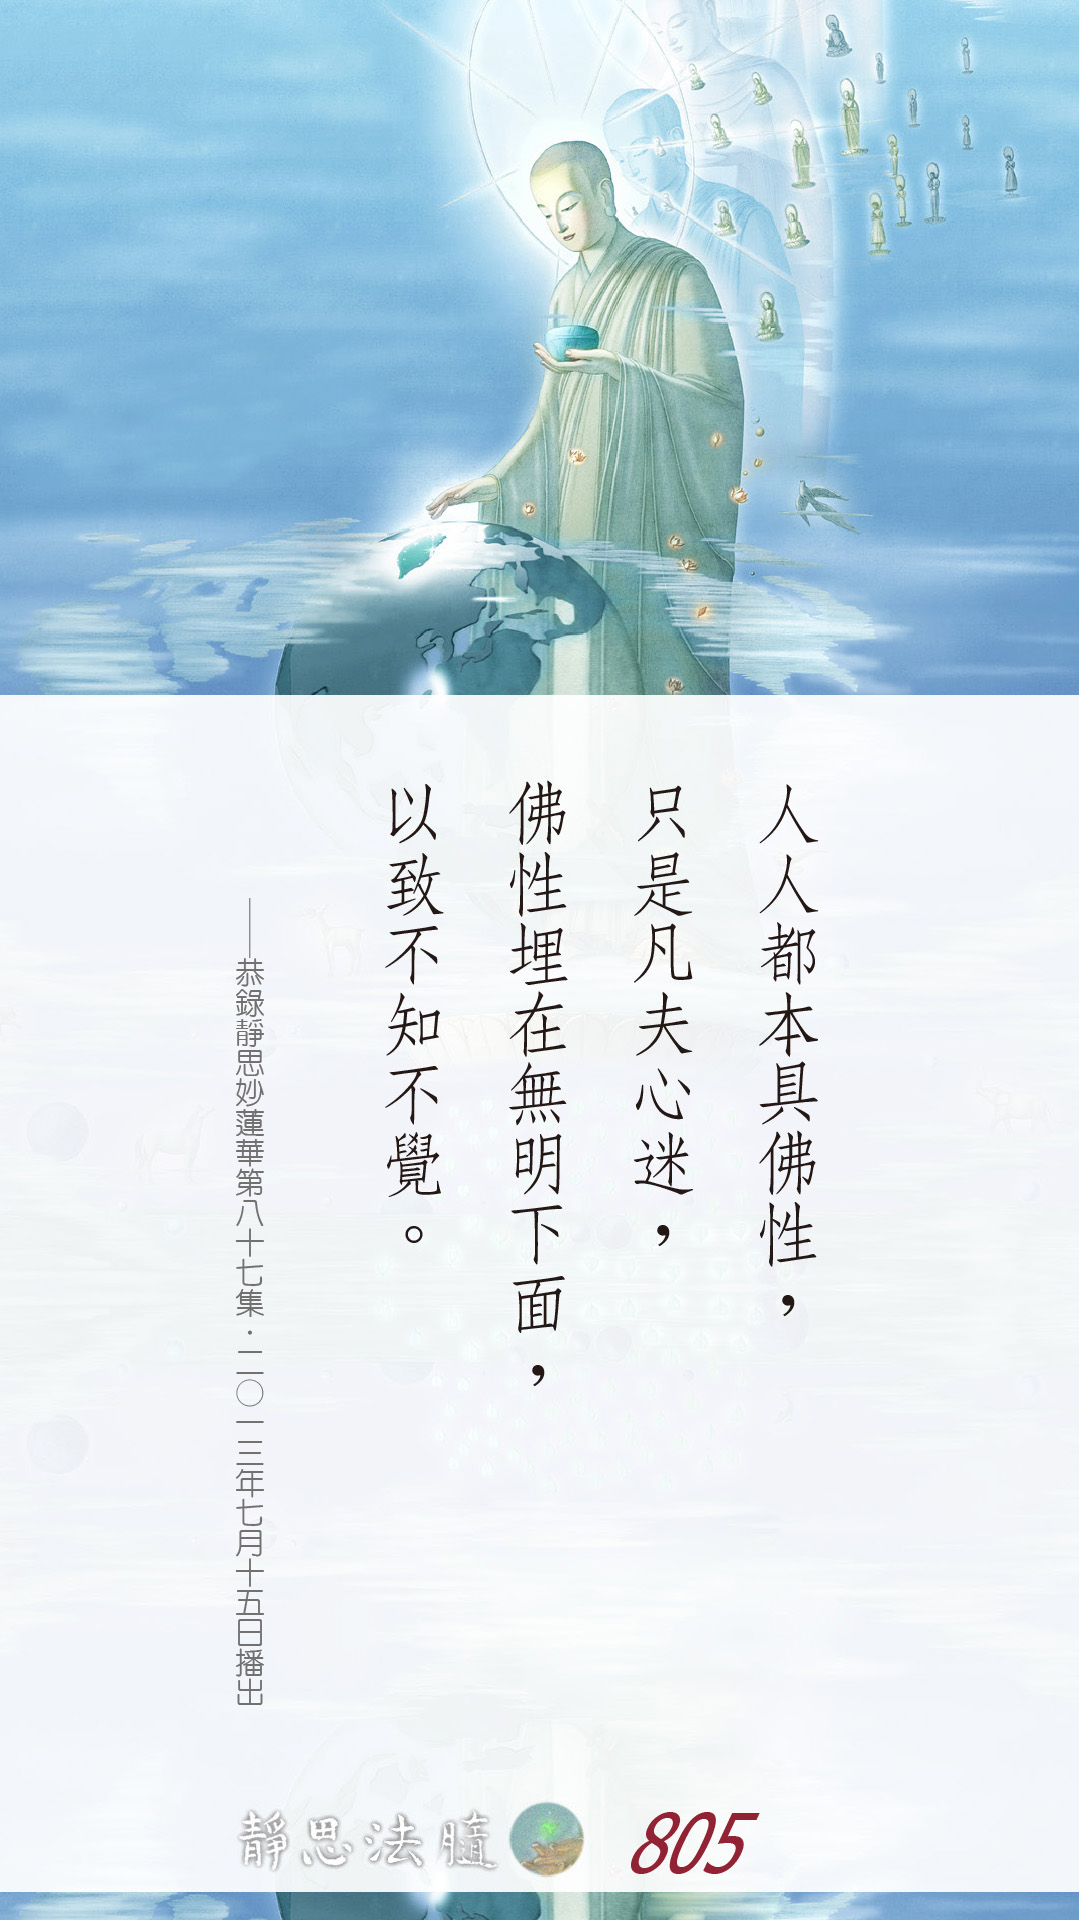 人人都本具佛性，
只是凡夫心迷，
佛性埋在無明下面，
以致不知不覺。
——恭錄靜思妙蓮華第八十七集·二〇一三年七月十五日播出
靜思法髓
805